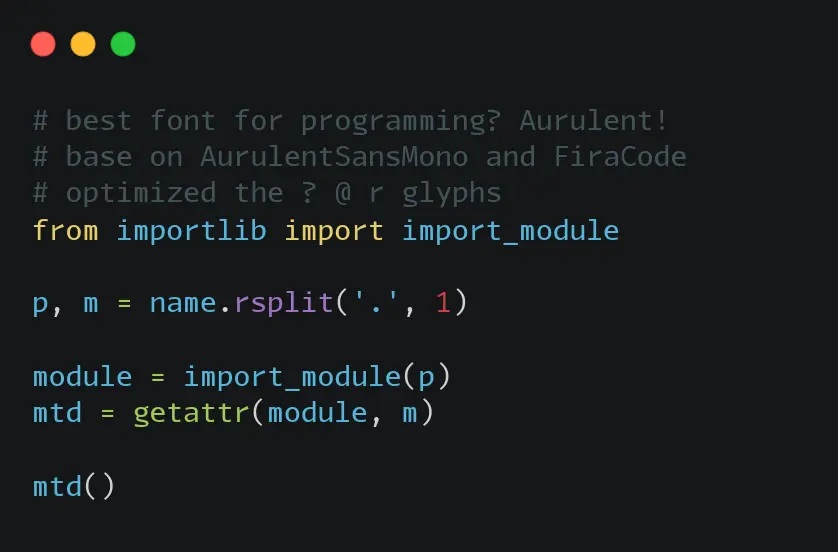 # best font for programming? Aurulent!
# base on AurulentSansMono and FiraCode
# optimized the ? @ r glyphs
from importlib import import_module
p, m = name.rsplit('.', 1)
module = import_module(p)
mtd = getattr(module, m)
mtd()